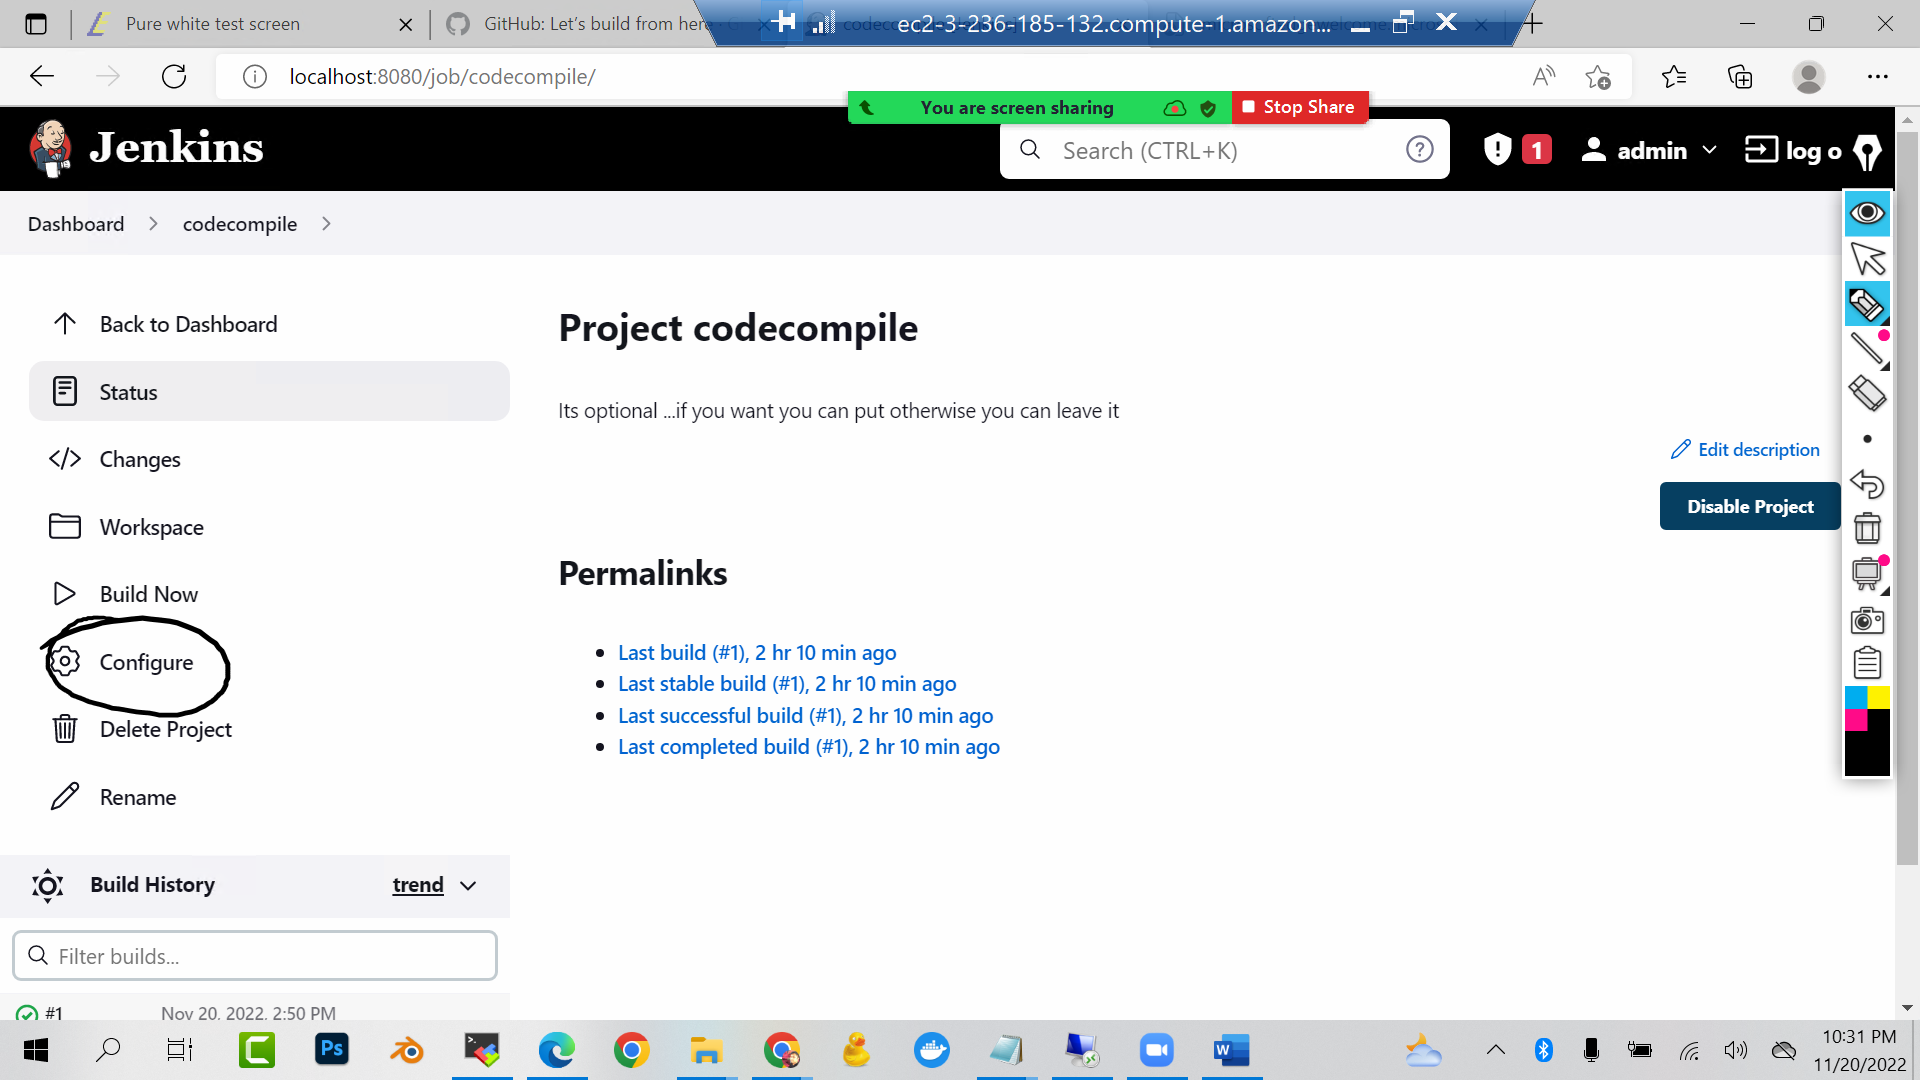 Pure white test screen
GitHub: Let's build from here
ec2-3-236-185-132.compute-1.amazon...
localhost:8080/job/codecompile/
You are screen sharing
Stop Share
Jenkins
Search (CTRL+K)
1
admin
log o
Dashboard
codecompile
Back to Dashboard
Status
Changes
Workspace
Build Now
Configure
Delete Project
Rename
Project codecompile
Its optional ...if you want you can put otherwise you can leave it
Edit description
Disable Project
Permalinks
Last build (#1), 2 hr 10 min ago
Last stable build (#1), 2 hr 10 min ago
Last successful build (#1), 2 hr 10 min ago
Last completed build (#1), 2 hr 10 min ago
Build History
trend
Filter builds...
#1
Nov 20, 2022, 2:50 PM
Ps
W
10:31 PM
11/20/2022